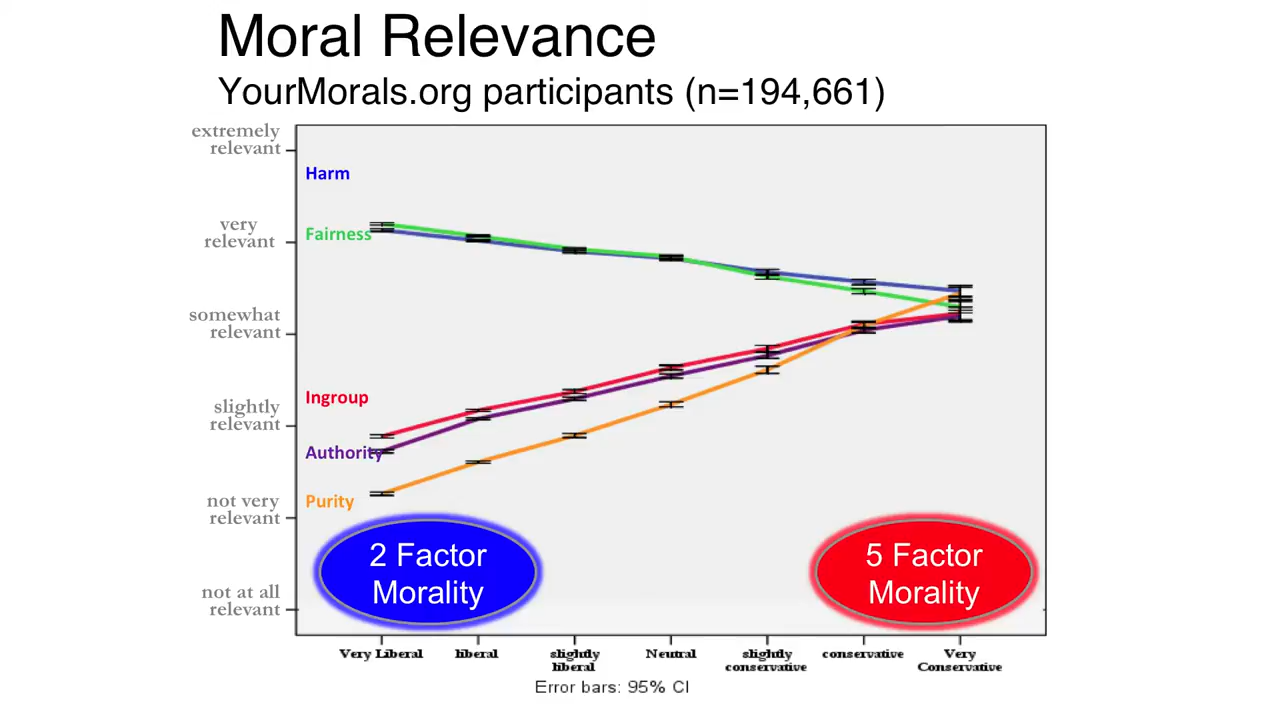 Moral Relevance
YourMorals.org participants (n=194,661)
extremely
relevant
Harm
very
relevant
Fairness
somewhat
relevant
Ingroup
slightly
relevant
Authority
not very
relevant
Purity
2 Factor
Morality
5 Factor
Morality
not at all
relevant
Very Liberal
liberal
slightly
liberal
Neutral
slightly
conservative
conservative
Very
Conservative
Error bars: 95% CI